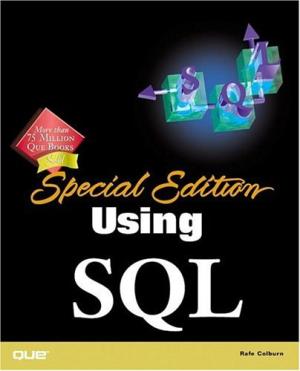 S Q L
More than
75 Million
Que Books
Sold
Special Edition
Using
SQL
que
Rafe Colburn